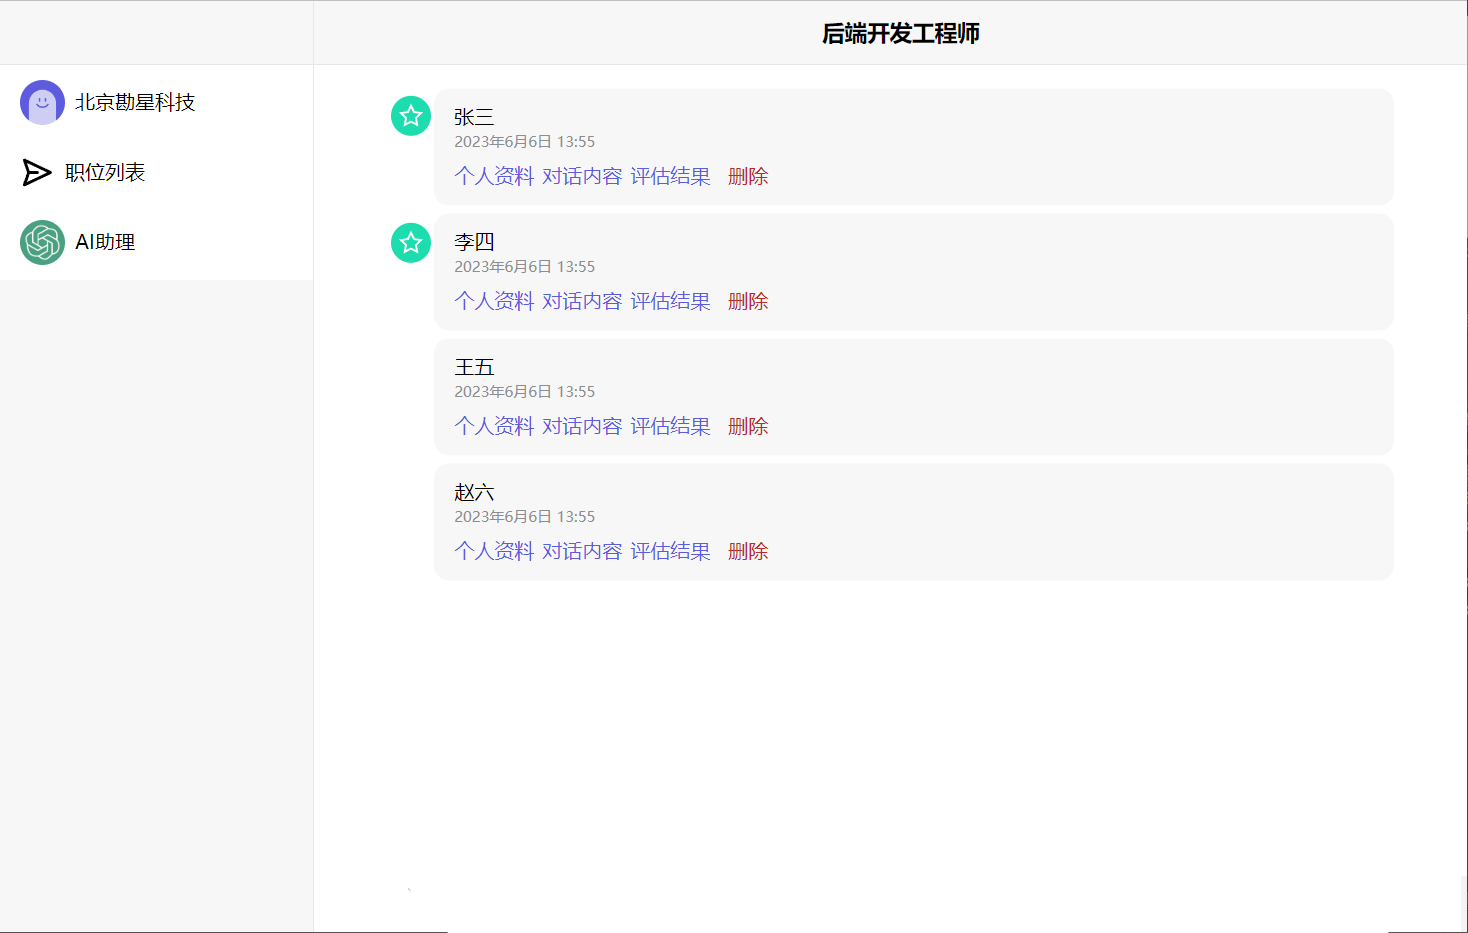 后端开发工程师
北京勘星科技
职位列表
AI助理
张三
2023年6月6日 13:55
个人资料 对话内容 评估结果 删除
李四
2023年6月6日 13:55
个人资料 对话内容 评估结果 删除
王五
2023年6月6日 13:55
个人资料 对话内容 评估结果 删除
赵六
2023年6月6日 13:55
个人资料 对话内容 评估结果 删除